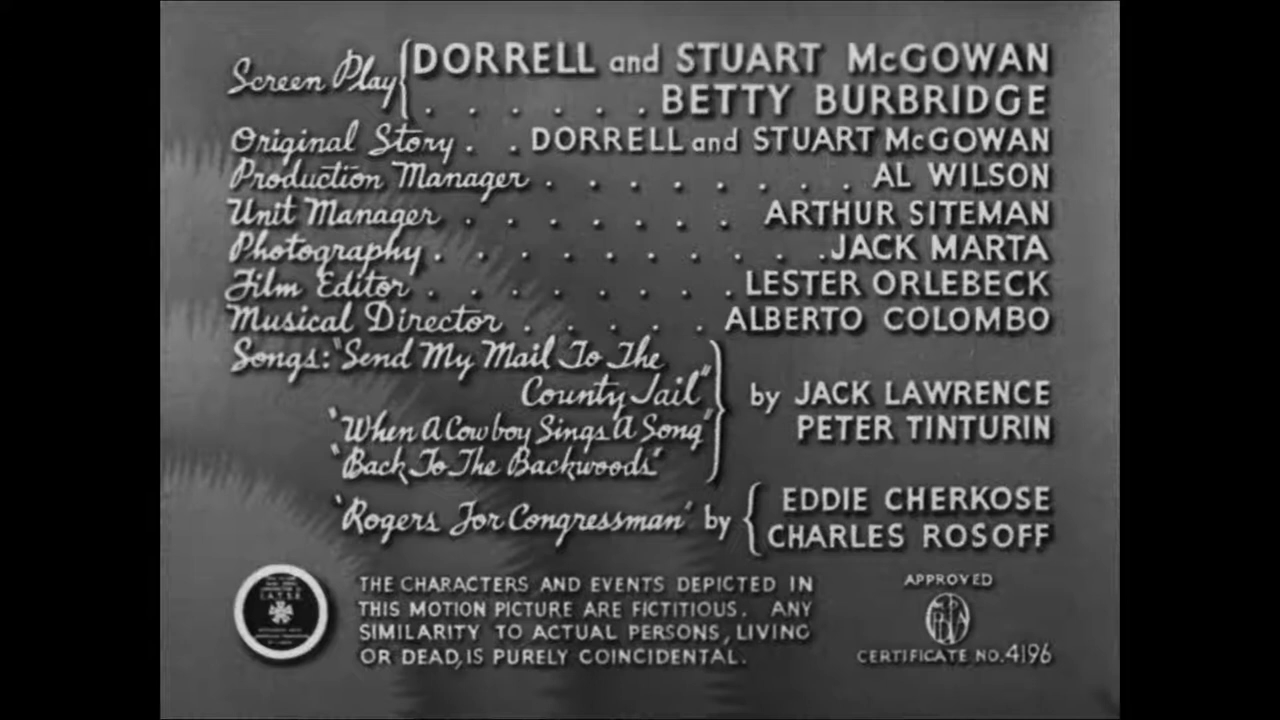 Screen Play { DORRELL and STUART McGOWAN
. . . . . . BETTY BURBRIDGE
Original Story . . DORRELL and STUART McGOWAN
Production Manager . . . . . . . . AL WILSON
Unit Manager . . . . . . . ARTHUR SITEMAN
Photography . . . . . . . . . . JACK MARTA
Film Editor . . . . . . . . LESTER ORLEBECK
Musical Director . . . . . ALBERTO COLOMBO
Songs: "Send My Mail To The
County Jail"
"When A Cowboy Sings A Song"
"Back To The Backwoods"
} by JACK LAWRENCE
PETER TINTURIN
"Rogers For Congressman" by { EDDIE CHERKOSE
CHARLES ROSOFF
I.A.T.S.E.
THE CHARACTERS AND EVENTS DEPICTED IN
THIS MOTION PICTURE ARE FICTITIOUS. ANY
SIMILARITY TO ACTUAL PERSONS, LIVING
OR DEAD, IS PURELY COINCIDENTAL.
APPROVED
CERTIFICATE NO. 4196